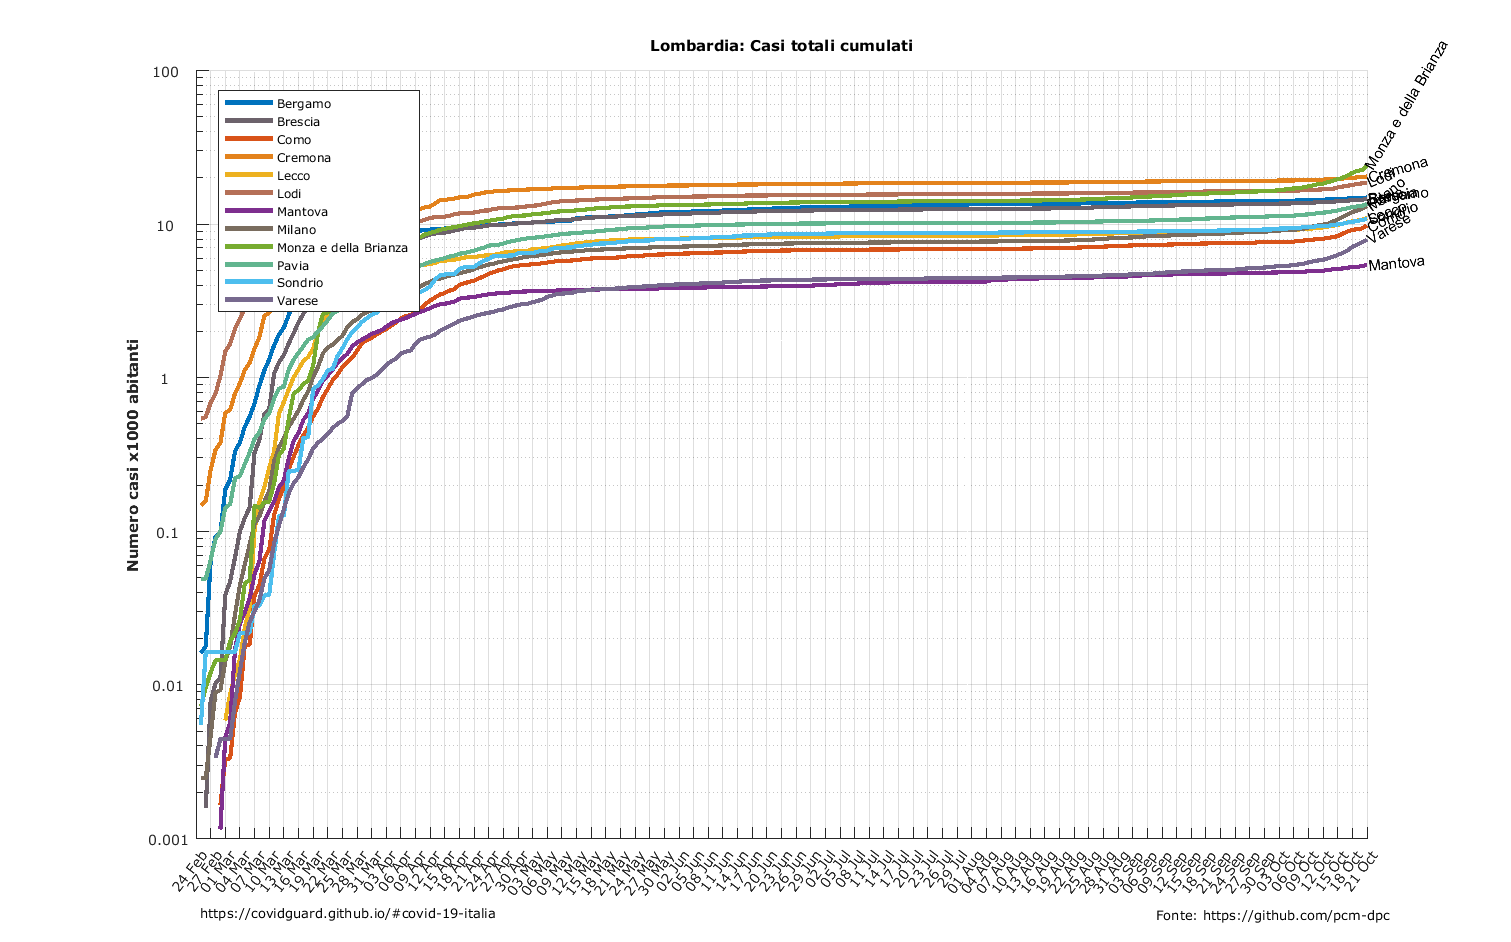 Lombardia: Casi totali cumulati
Numero casi x1000 abitanti
100
10
1
0.1
0.01
0.001
Bergamo
Brescia
Como
Cremona
Lecco
Lodi
Mantova
Milano
Monza e della Brianza
Pavia
Sondrio
Varese
Monza e della Brianza
Cremona
Lodi
Bergamo
Sondrio
Como
Varese
Mantova
24 Feb
27 Feb
01 Mar
04 Mar
07 Mar
10 Mar
13 Mar
16 Mar
19 Mar
22 Mar
25 Mar
28 Mar
31 Mar
03 Apr
06 Apr
09 Apr
12 Apr
15 Apr
18 Apr
21 Apr
24 Apr
27 Apr
30 Apr
03 May
06 May
09 May
12 May
15 May
18 May
21 May
24 May
27 May
30 May
02 Jun
05 Jun
08 Jun
11 Jun
14 Jun
17 Jun
20 Jun
23 Jun
26 Jun
29 Jun
02 Jul
05 Jul
08 Jul
11 Jul
14 Jul
17 Jul
20 Jul
23 Jul
26 Jul
29 Jul
01 Aug
04 Aug
07 Aug
10 Aug
13 Aug
16 Aug
19 Aug
22 Aug
25 Aug
28 Aug
31 Aug
03 Sep
06 Sep
09 Sep
12 Sep
15 Sep
18 Sep
21 Sep
24 Sep
27 Sep
30 Sep
03 Oct
06 Oct
09 Oct
12 Oct
15 Oct
18 Oct
21 Oct
https://covidguard.github.io/#covid-19-italia
Fonte: https://github.com/pcm-dpc